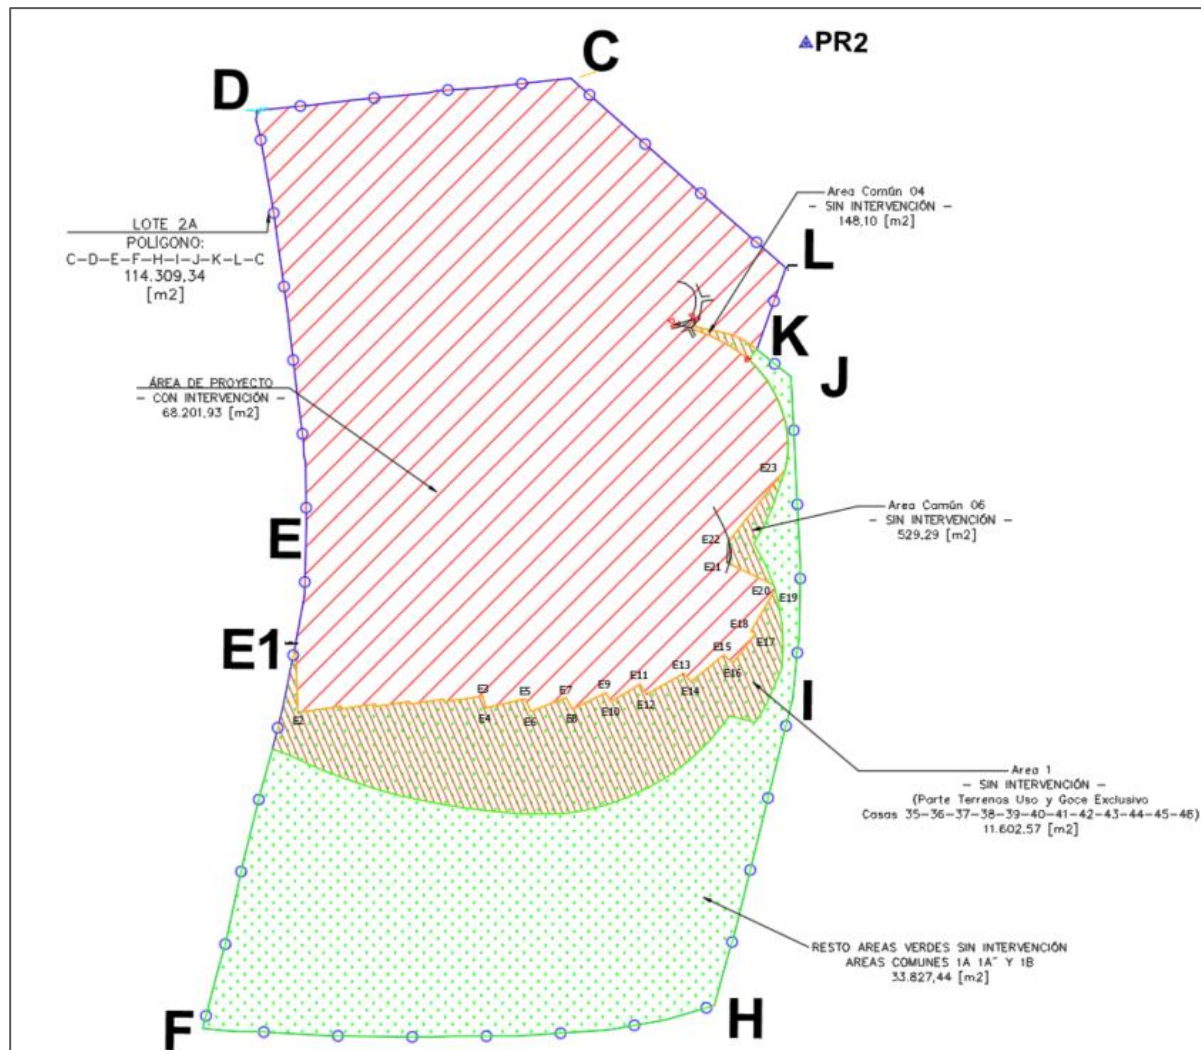 PR2
C
D
Area Común 04
- SIN INTERVENCIÓN -
148,10 [m2]
LOTE 2A
POLÍGONO:
C-D-E-F-H-I-J-K-L-C
114.309,34
[m2]
L
K
J
ÁREA DE PROYECTO
- CON INTERVENCIÓN -
68.201,93 [m2]
E23
Area Común 06
- SIN INTERVENCIÓN -
529,29 [m2]
E
E22
E21
E20
E19
E18
E17
E1
E15
E16
E13
E14
E11
E12
E9
E10
E7
E8
E5
E6
E3
E4
E2
I
Area 1
- SIN INTERVENCIÓN -
(Parte Terrenos Uso y Goce Exclusivo
Casas 35-36-37-38-39-40-41-42-43-44-45-46)
11.602,57 [m2]
RESTO AREAS VERDES SIN INTERVENCIÓN
AREAS COMUNES 1A 1A" Y 1B
33.827,44 [m2]
F
H